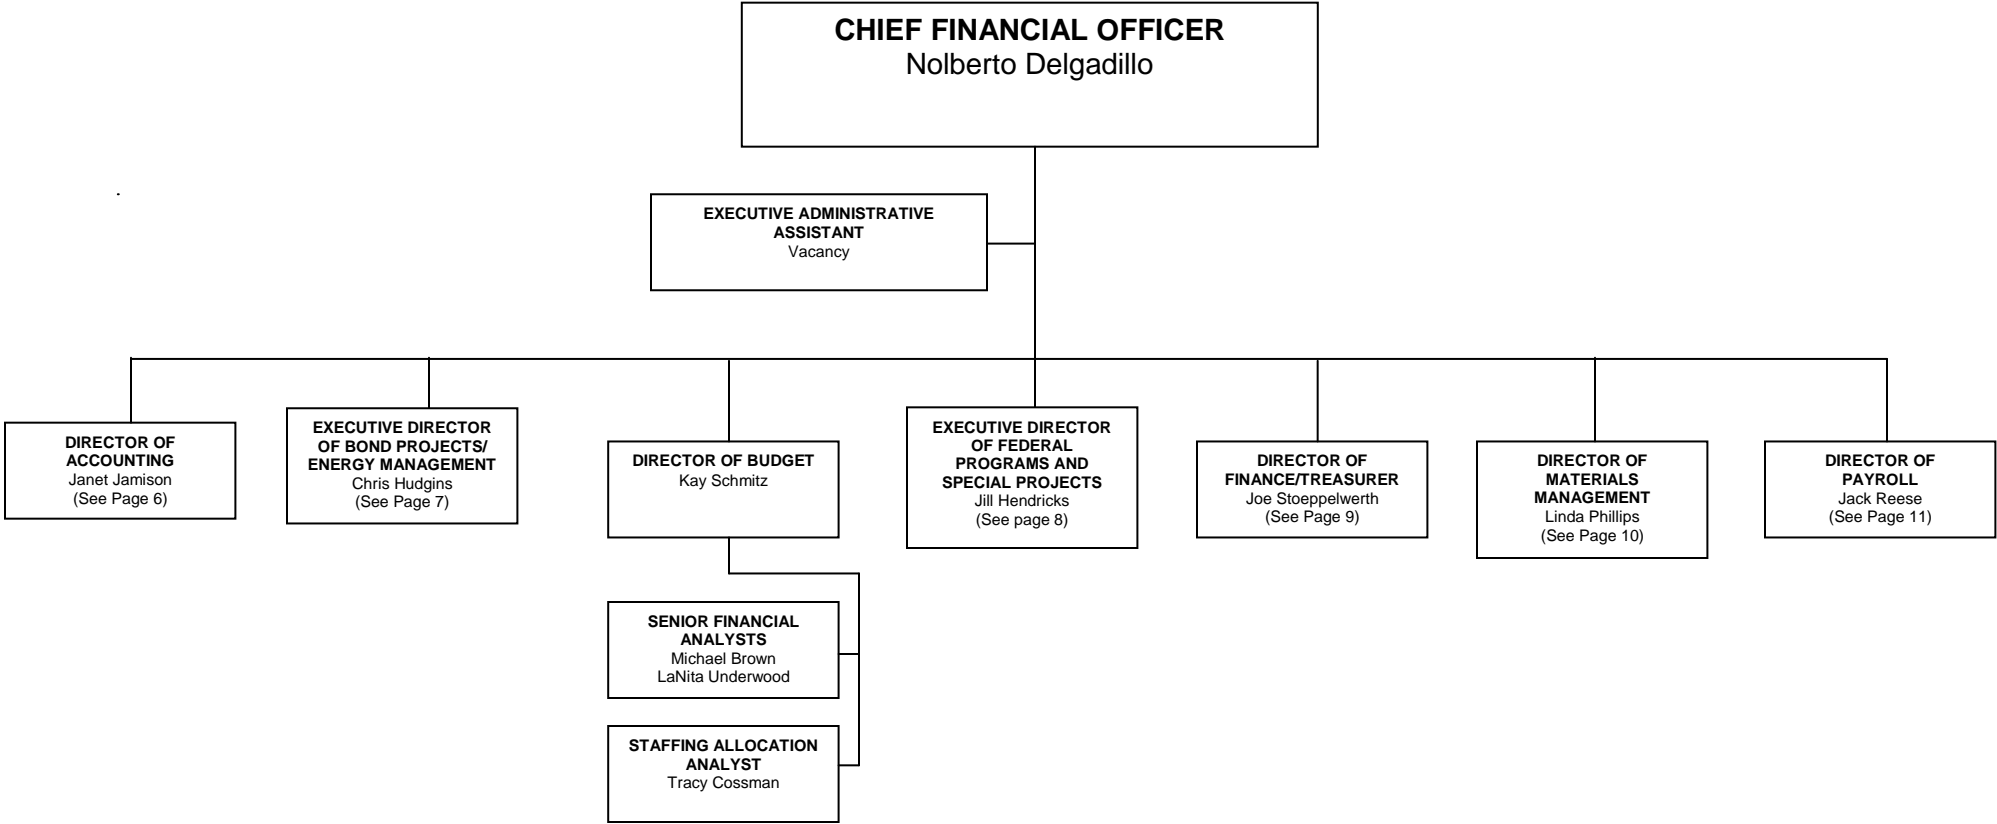 CHIEF FINANCIAL OFFICER
Nolberto Delgadillo
.
EXECUTIVE ADMINISTRATIVE
ASSISTANT
Vacancy
DIRECTOR OF
ACCOUNTING
Janet Jamison
(See Page 6)
EXECUTIVE DIRECTOR
OF BOND PROJECTS/
ENERGY MANAGEMENT
Chris Hudgins
(See Page 7)
DIRECTOR OF BUDGET
Kay Schmitz
EXECUTIVE DIRECTOR
OF FEDERAL
PROGRAMS AND
SPECIAL PROJECTS
Jill Hendricks
(See page 8)
DIRECTOR OF
FINANCE/TREASURER
Joe Stoeppelwerth
(See Page 9)
DIRECTOR OF
MATERIALS
MANAGEMENT
Linda Phillips
(See Page 10)
DIRECTOR OF
PAYROLL
Jack Reese
(See Page 11)
SENIOR FINANCIAL
ANALYSTS
Michael Brown
LaNita Underwood
STAFFING ALLOCATION
ANALYST
Tracy Cossman